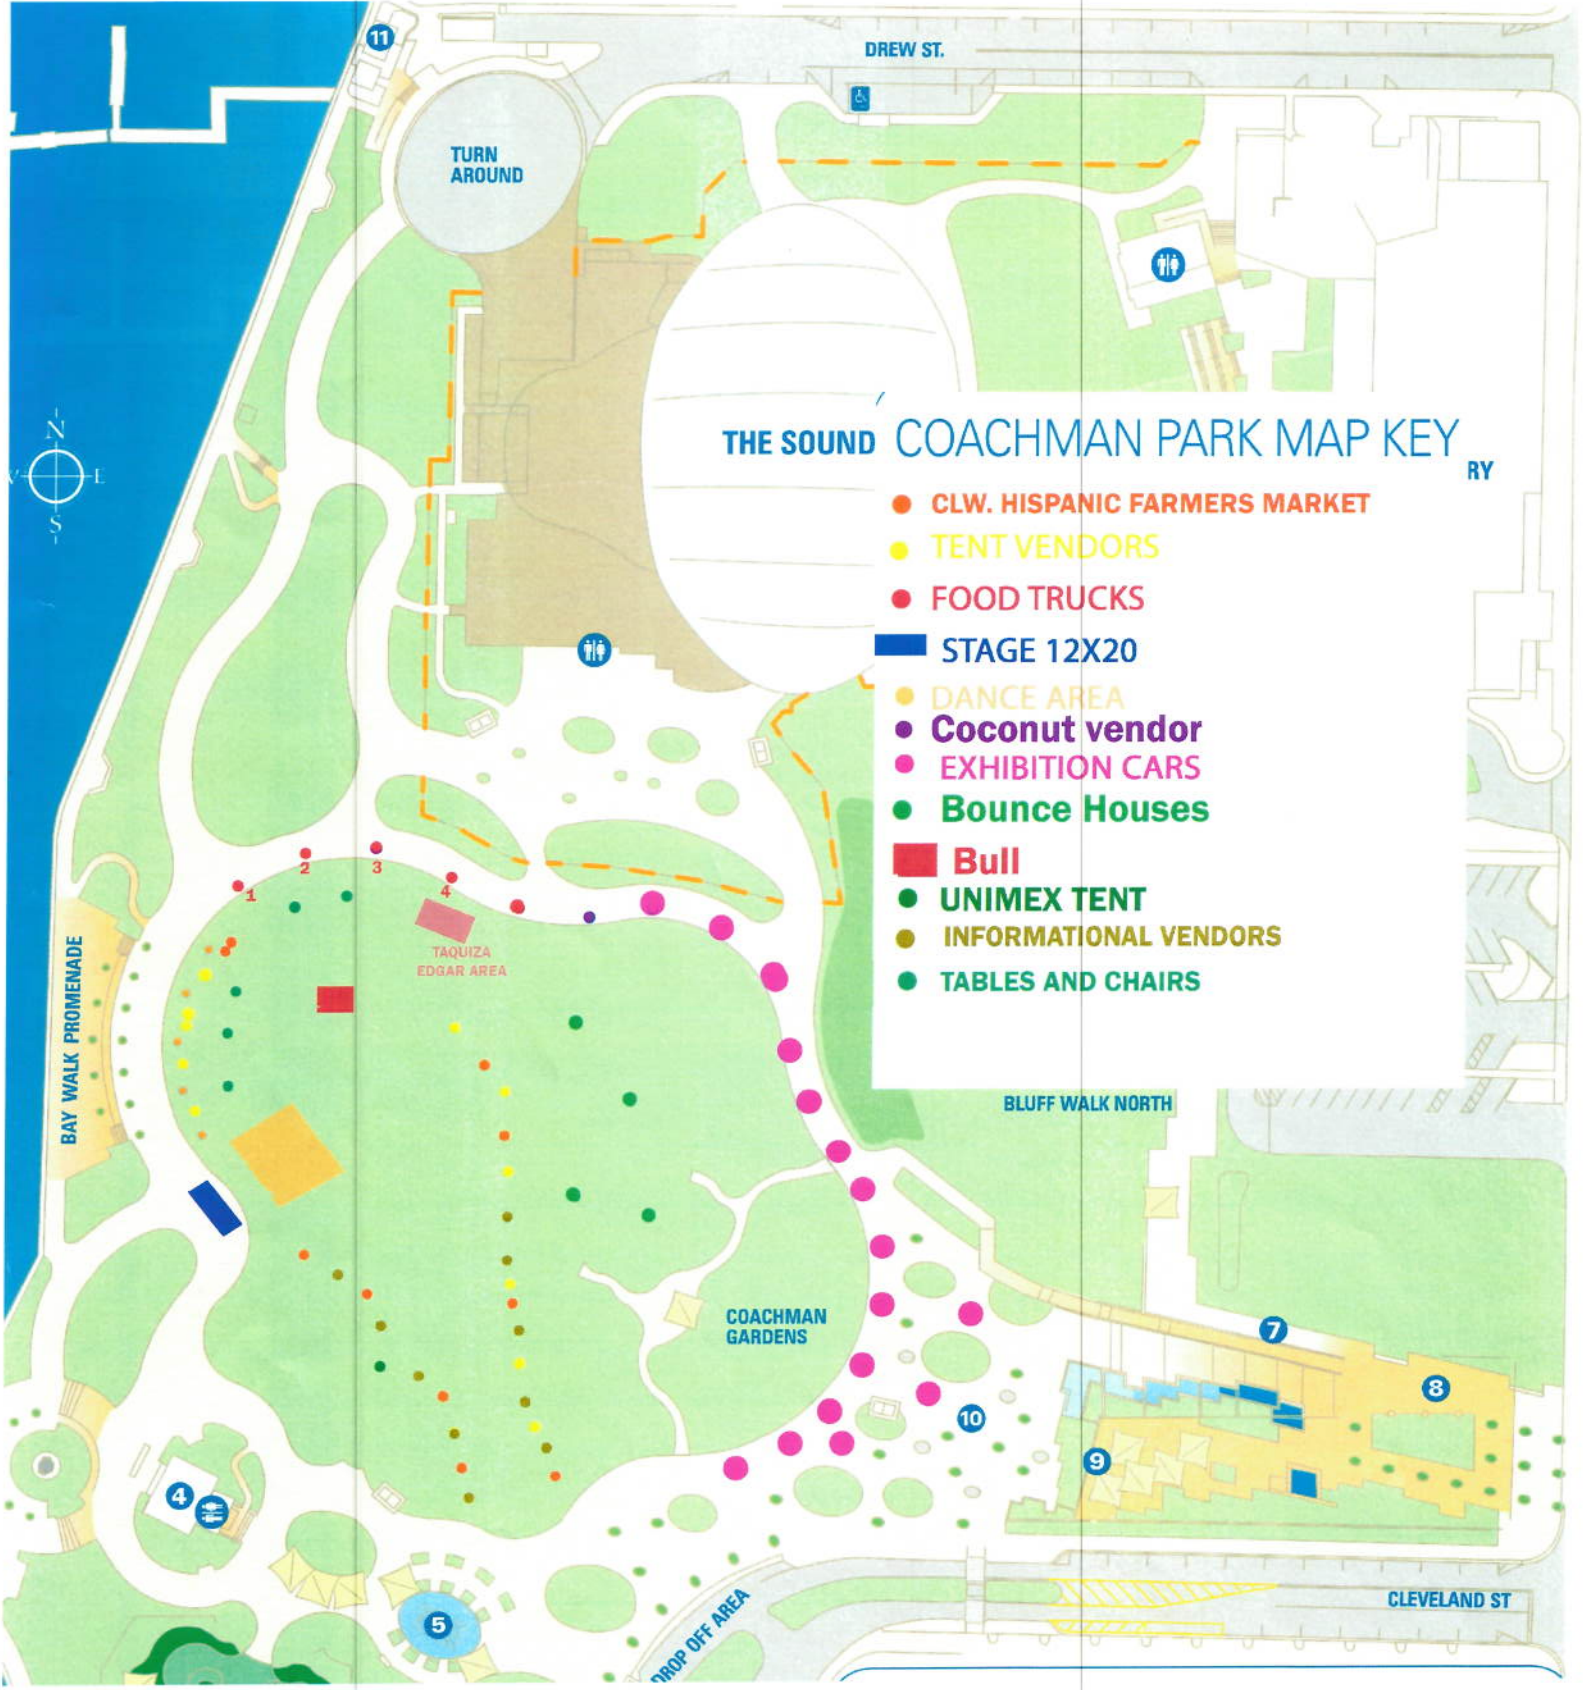 11
DREW ST.
TURN
AROUND
N
E
S
THE SOUND
COACHMAN PARK MAP KEY
RY
CLW. HISPANIC FARMERS MARKET
TENT VENDORS
FOOD TRUCKS
STAGE 12X20
DANCE AREA
Coconut vendor
EXHIBITION CARS
Bounce Houses
Bull
UNIMEX TENT
INFORMATIONAL VENDORS
TABLES AND CHAIRS
1
2
3
4
TAQUIZA
EDGAR AREA
BAY WALK PROMENADE
BLUFF WALK NORTH
COACHMAN
GARDENS
7
8
9
10
4
5
DROP OFF AREA
CLEVELAND ST